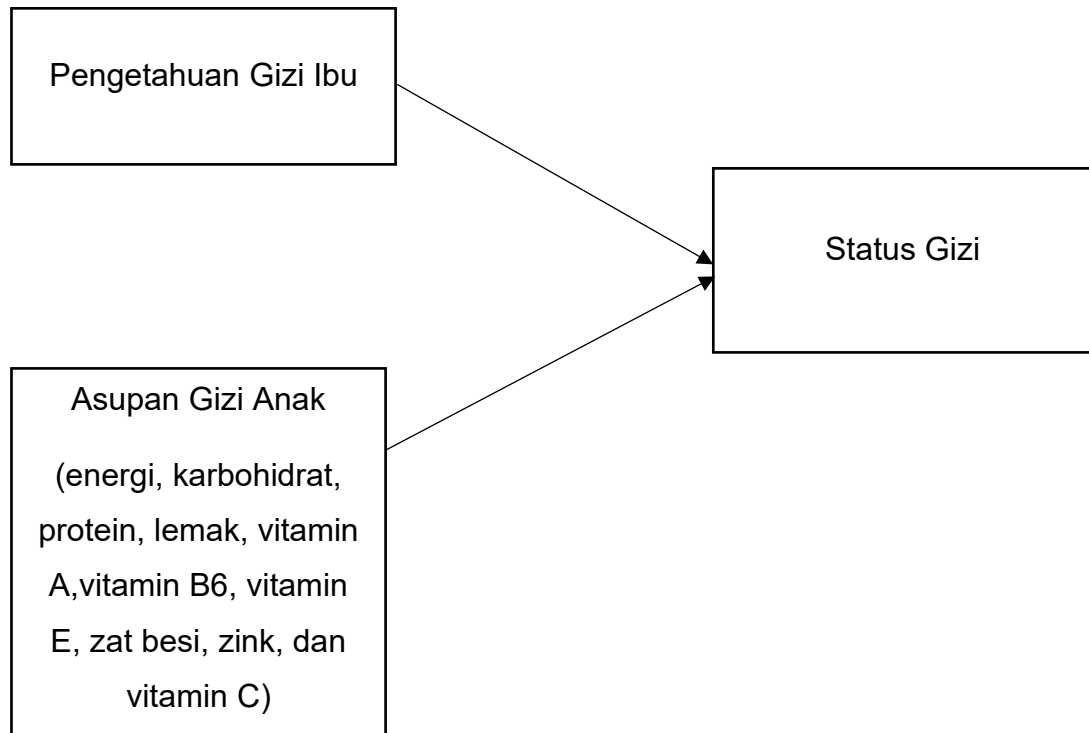 Pengetahuan Gizi Ibu
Status Gizi
Asupan Gizi Anak
(energi, karbohidrat,
protein, lemak, vitamin
A,vitamin B6, vitamin
E, zat besi, zink, dan
vitamin C)